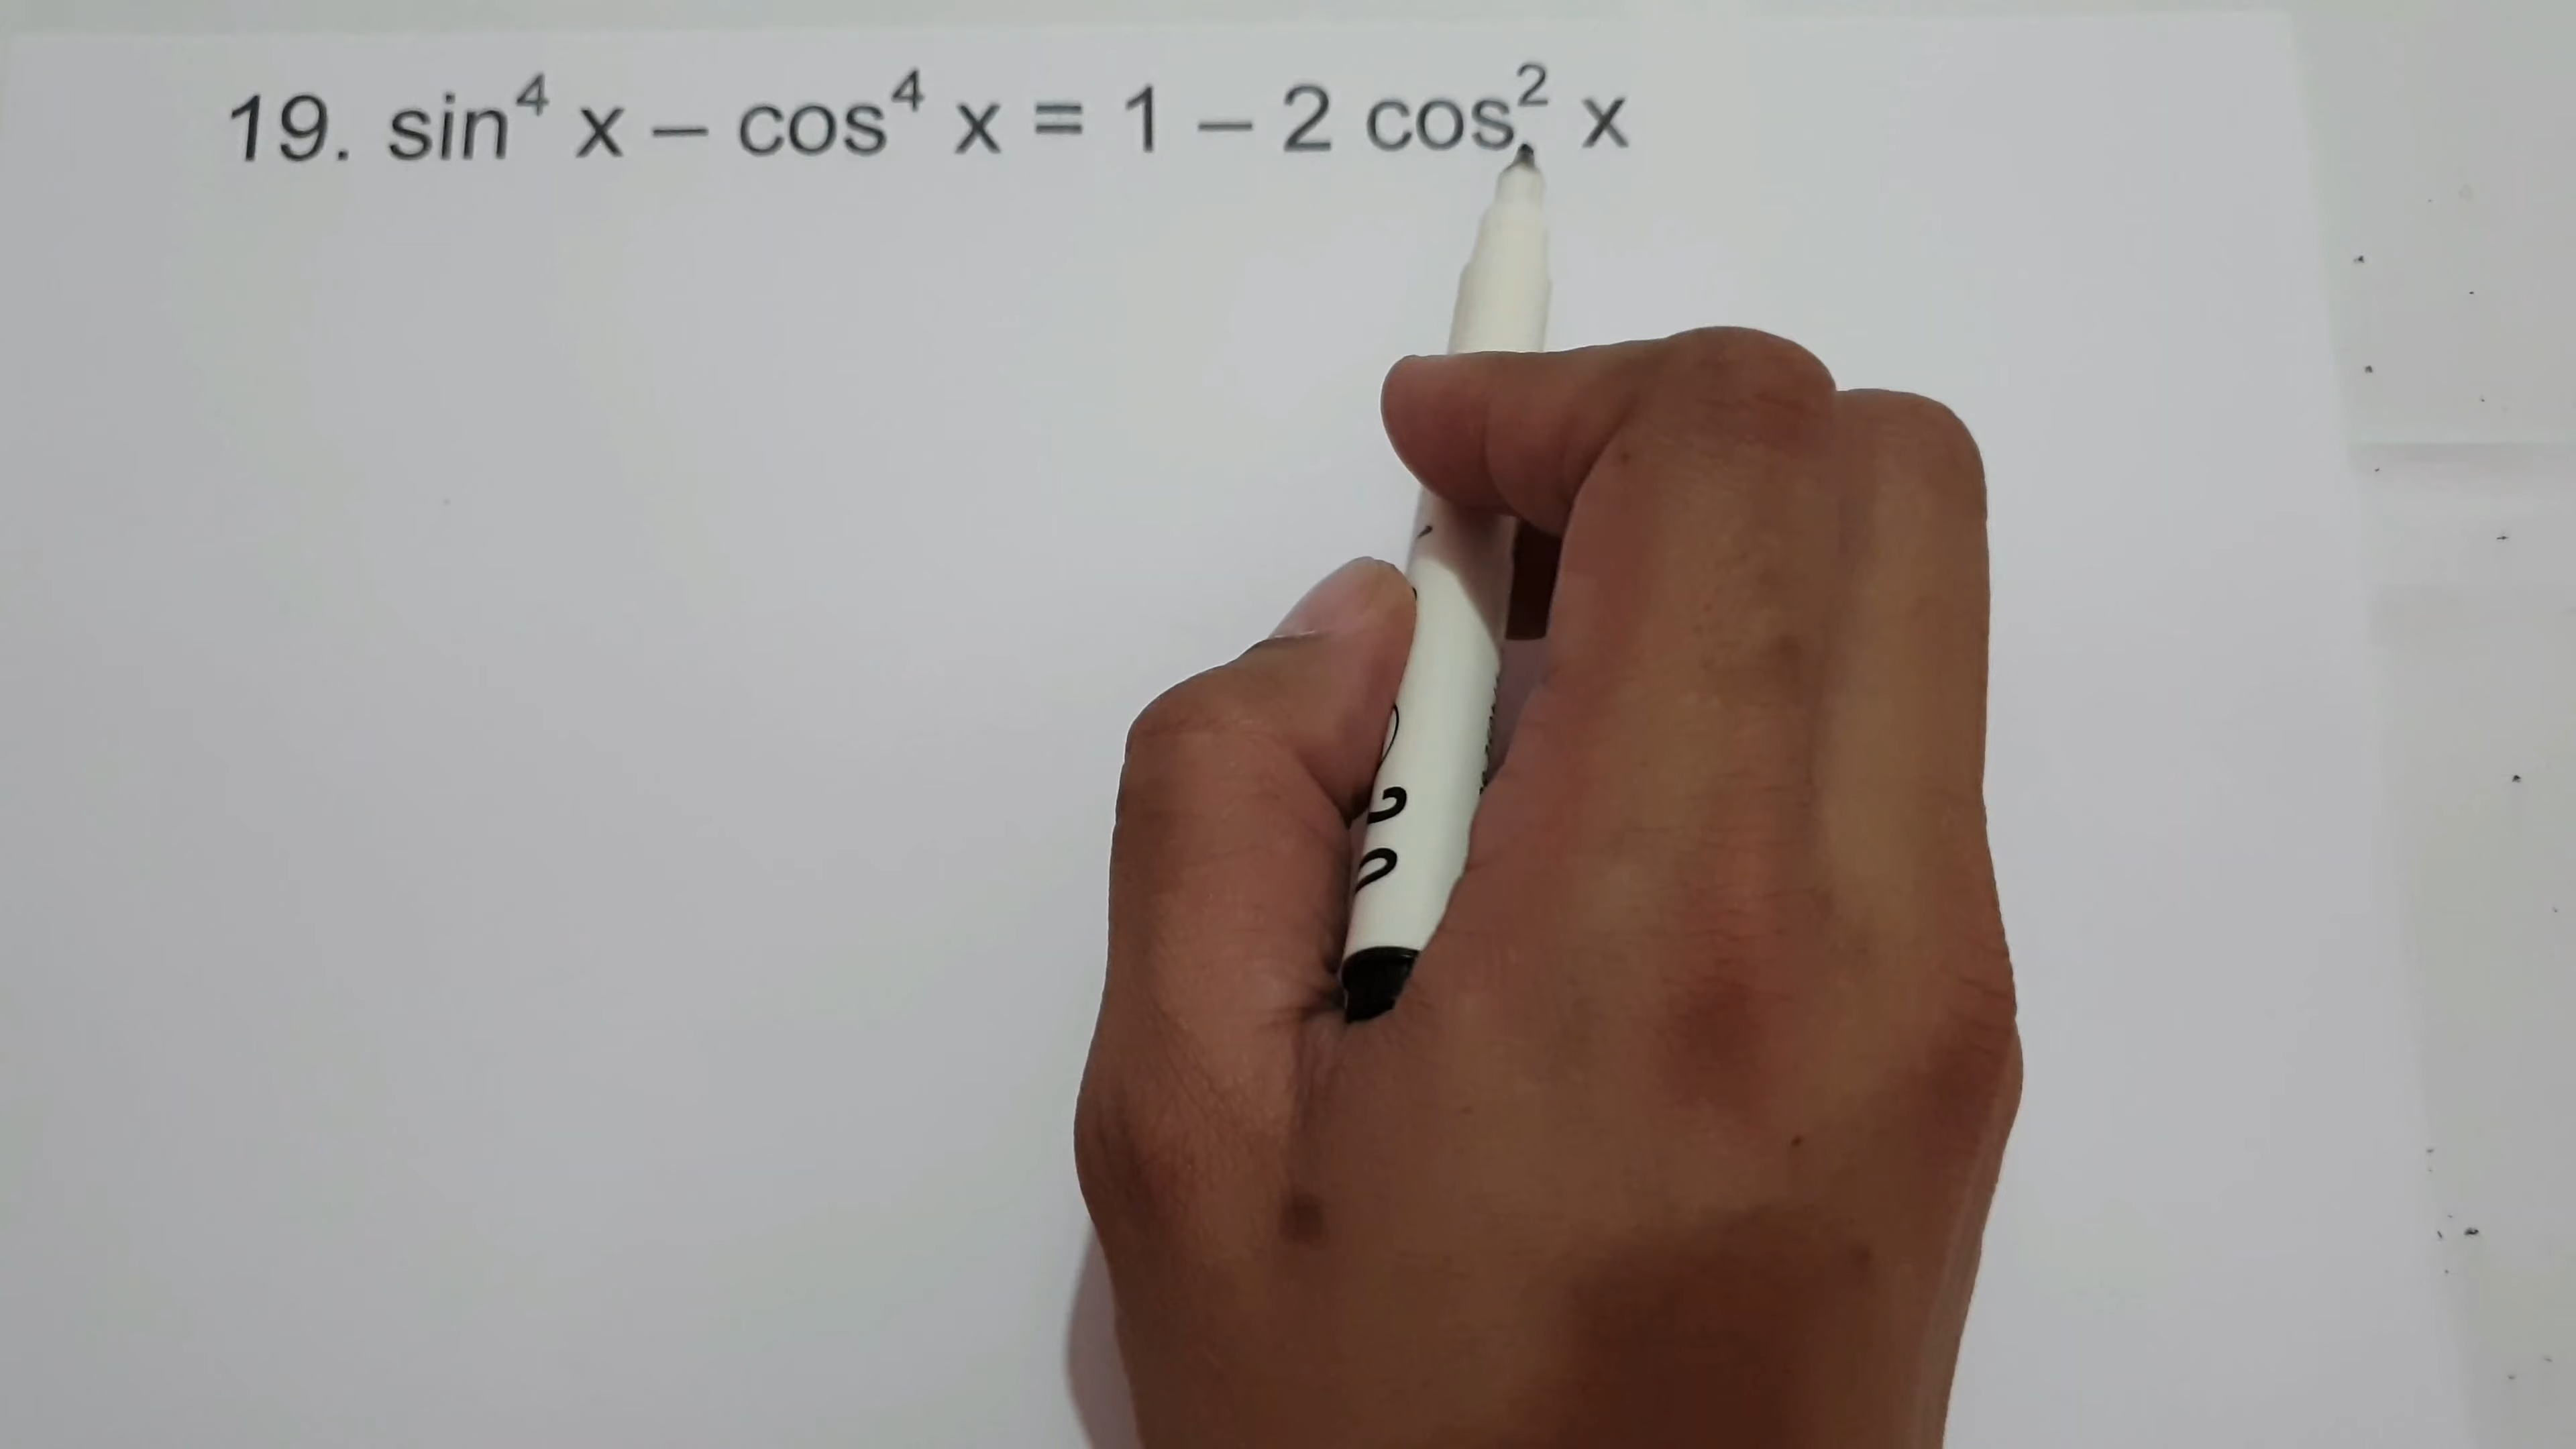 19. sin⁴ x – cos⁴ x = 1 – 2 cos² x